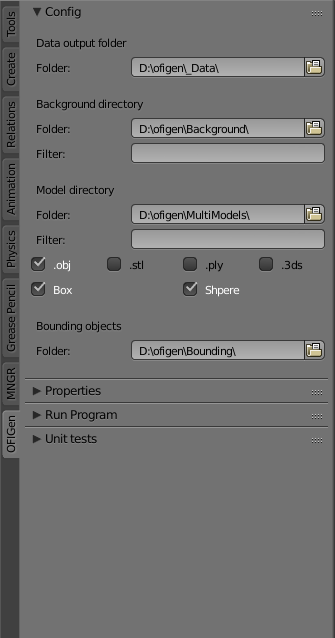 Config
Data output folder
Folder: D:\ofigen\_Data\
Background directory
Folder: D:\ofigen\Background\
Filter:
Model directory
Folder: D:\ofigen\MultiModels\
Filter:
.obj .stl .ply .3ds
Box Shpere
Bounding objects
Folder: D:\ofigen\Bounding\
Properties
Run Program
Unit tests
Tools
Create
Relations
Animation
Physics
Grease Pencil
MNGR
OFIGen